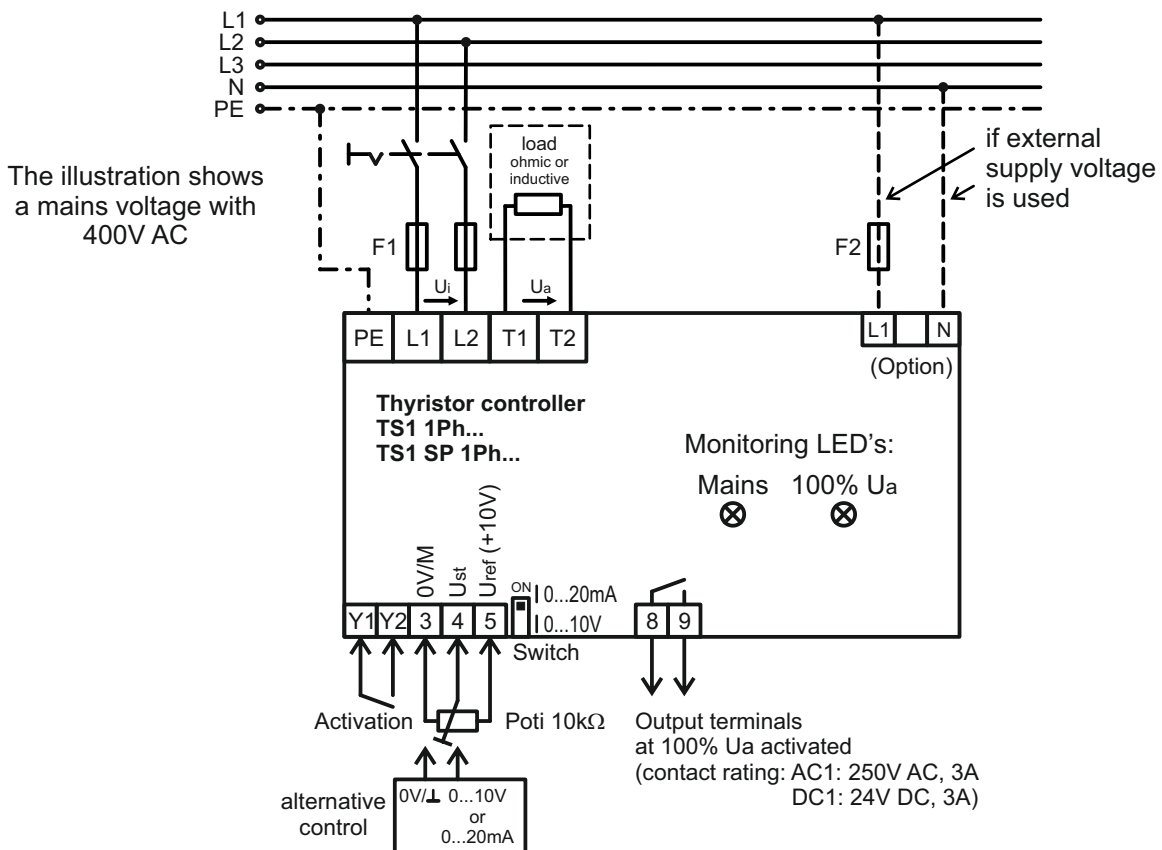 L1
L2
L3
N
PE
The illustration shows
a mains voltage with
400V AC
load
ohmic or
inductive
if external
supply voltage
is used
F1
F2
Ui
Ua
PE L1 L2 T1 T2
L1 N
(Option)
Thyristor controller
TS1 1Ph...
TS1 SP 1Ph...
Monitoring LED's:
Mains 100% Ua
0V/M
Ust
Uref (+10V)
ON
0...20mA
0...10V
Y1 Y2 3 4 5
Switch
8 9
Activation
Poti 10kΩ
Output terminals
at 100% Ua activated
(contact rating: AC1: 250V AC, 3A
DC1: 24V DC, 3A)
alternative
control
0V/⊥ 0...10V
or
0...20mA